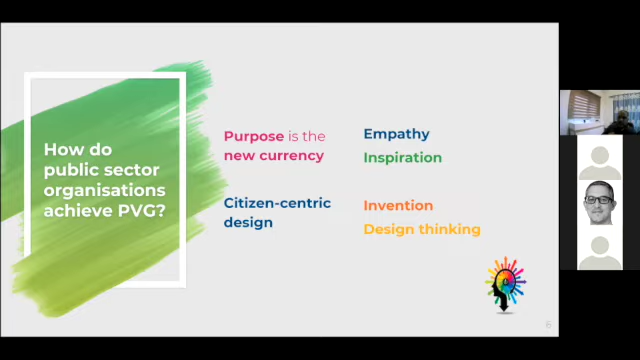 How do
public sector
organisations
achieve PVG?
Purpose is the
new currency
Citizen-centric
design
Empathy
Inspiration
Invention
Design thinking
6